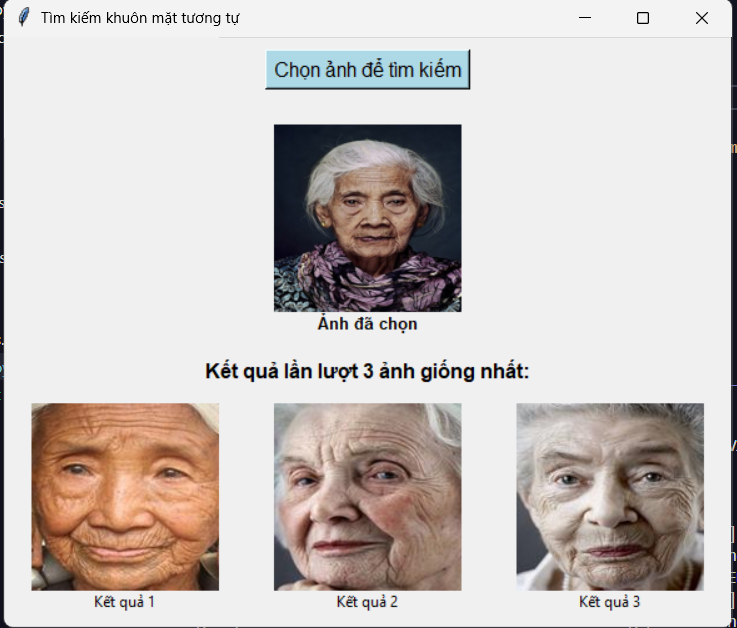 Tìm kiếm khuôn mặt tương tự
Chọn ảnh để tìm kiếm
Ảnh đã chọn
Kết quả lần lượt 3 ảnh giống nhất:
Kết quả 1
Kết quả 2
Kết quả 3